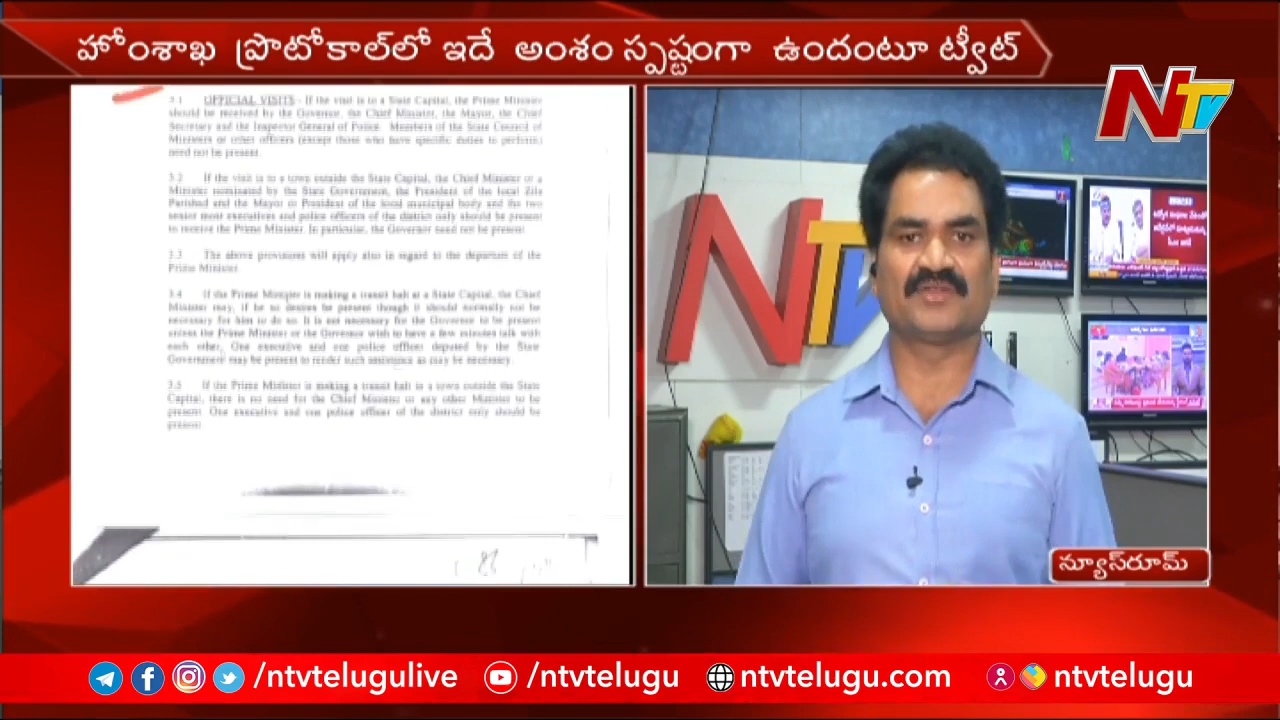 హోంశాఖ ప్రొటోకాల్‌లో ఇదే అంశం స్పష్టంగా ఉందంటూ ట్వీట్
NTV
3.1 OFFICIAL VISITS - If the visit is to a State Capital, the Prime Minister
should be received by the Governor, the Chief Minister, the Mayor, the Chief
Secretary and the Inspector General of Police. Members of the State Council of
Ministers or other officers (except those who have specific duties to perform)
need not be present.
3.2 If the visit is to a town outside the State Capital, the Chief Minister or a
Minister nominated by the State Government, the President of the local Zila
Parishad and the Mayor or President of the local municipal body and the two
senior most executives and police officers of the district only should be present
to receive the Prime Minister. In particular, the Governor need not be present
3.3 The above provisions will apply also in regard to the departure of the
Prime Minister.
3.4 If the Prime Minister is making a transit halt at a State Capital, the Chief
Minister may, if he so desires be present though it should normally not be
necessary for him to do so. It is not necessary for the Governor to be present
unless the Prime Minister or the Governor wish to have a few minutes talk with
each other, One executive and one police officer deputed by the State
Government may be present to render such assistance as may be necessary.
3.5 If the Prime Minister is making a transit halt in a town outside the State
Capital, there is no need for the Chief Minister or any other Minister to be
present. One executive and one police officer of the district only should be
present
NTV
న్యూస్‌రూమ్
/ntvtelugulive /ntvtelugu ntvtelugu.com ntvtelugu